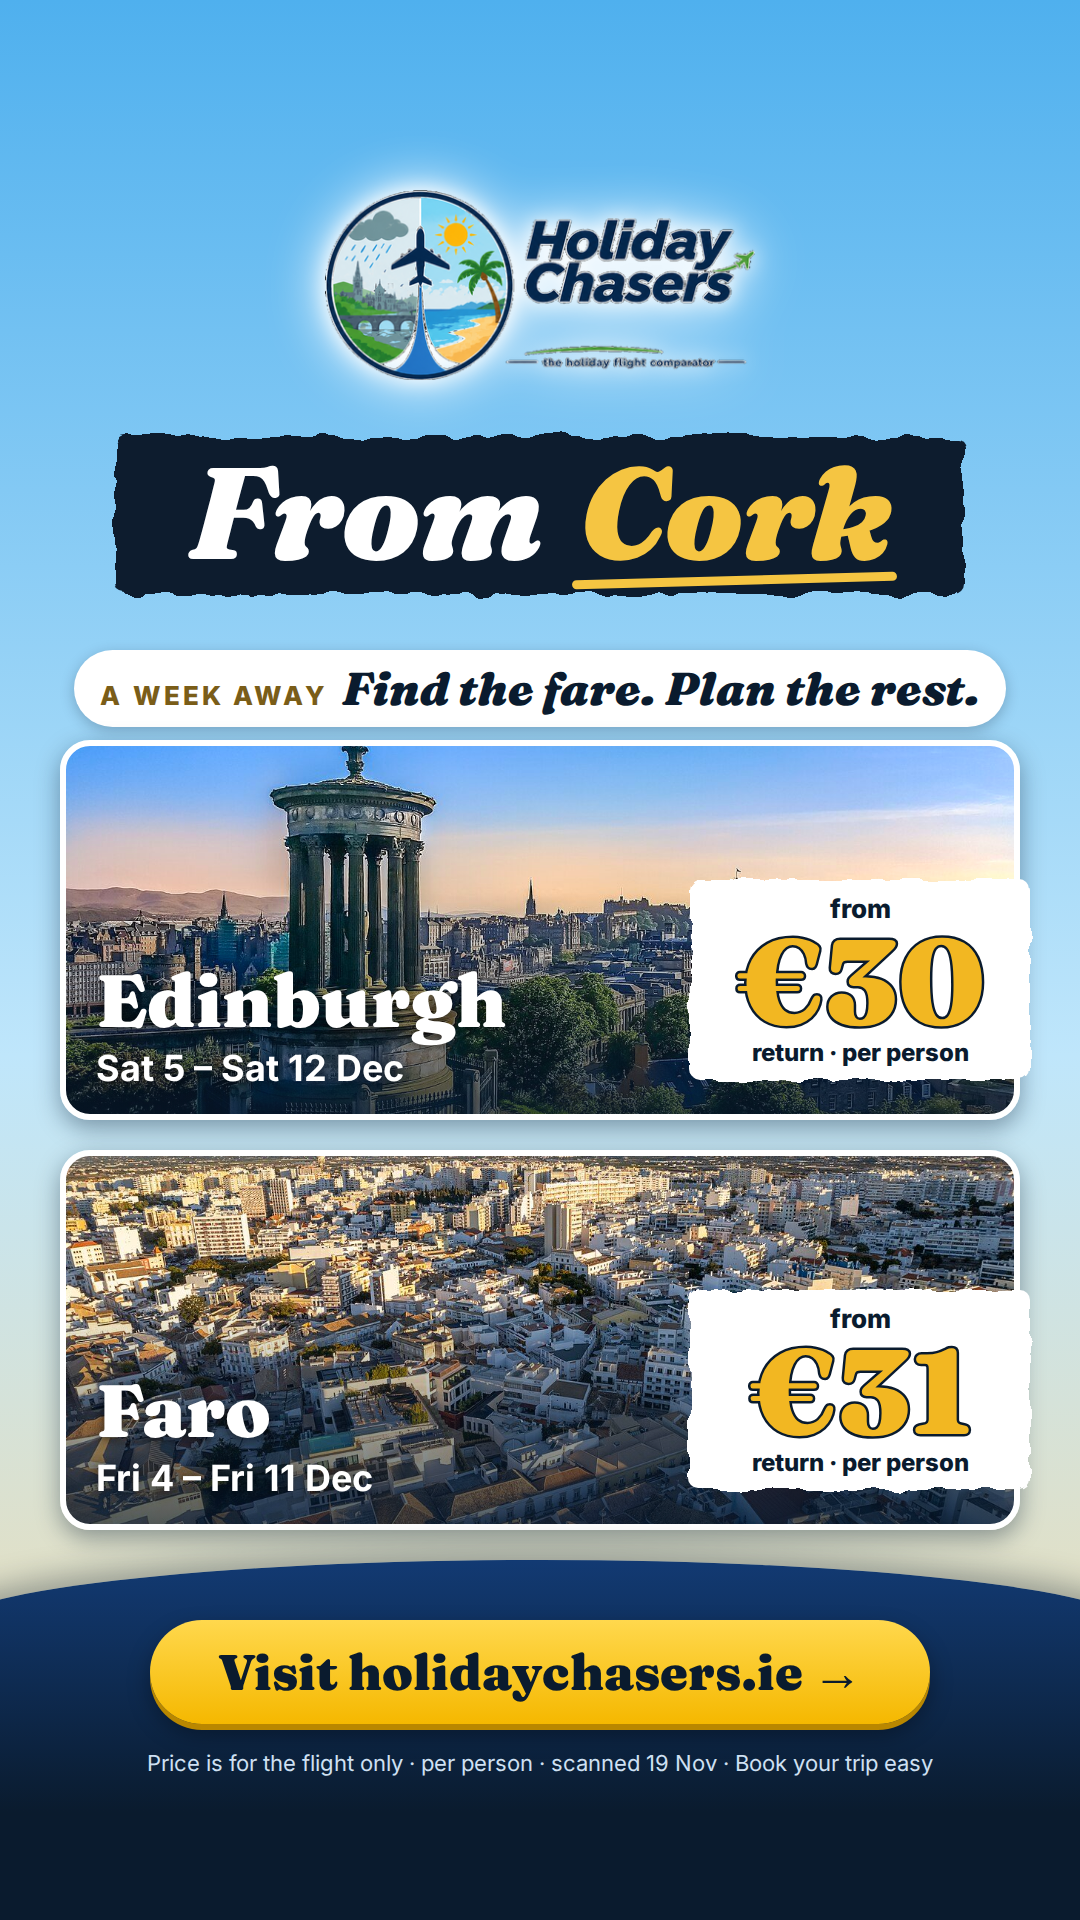 Holiday
Chasers
the holiday flight comparator
From Cork
A WEEK AWAY Find the fare. Plan the rest.
Edinburgh
Sat 5 – Sat 12 Dec
from
€30
return · per person
Faro
Fri 4 – Fri 11 Dec
from
€31
return · per person
Visit holidaychasers.ie →
Price is for the flight only · per person · scanned 19 Nov · Book your trip easy